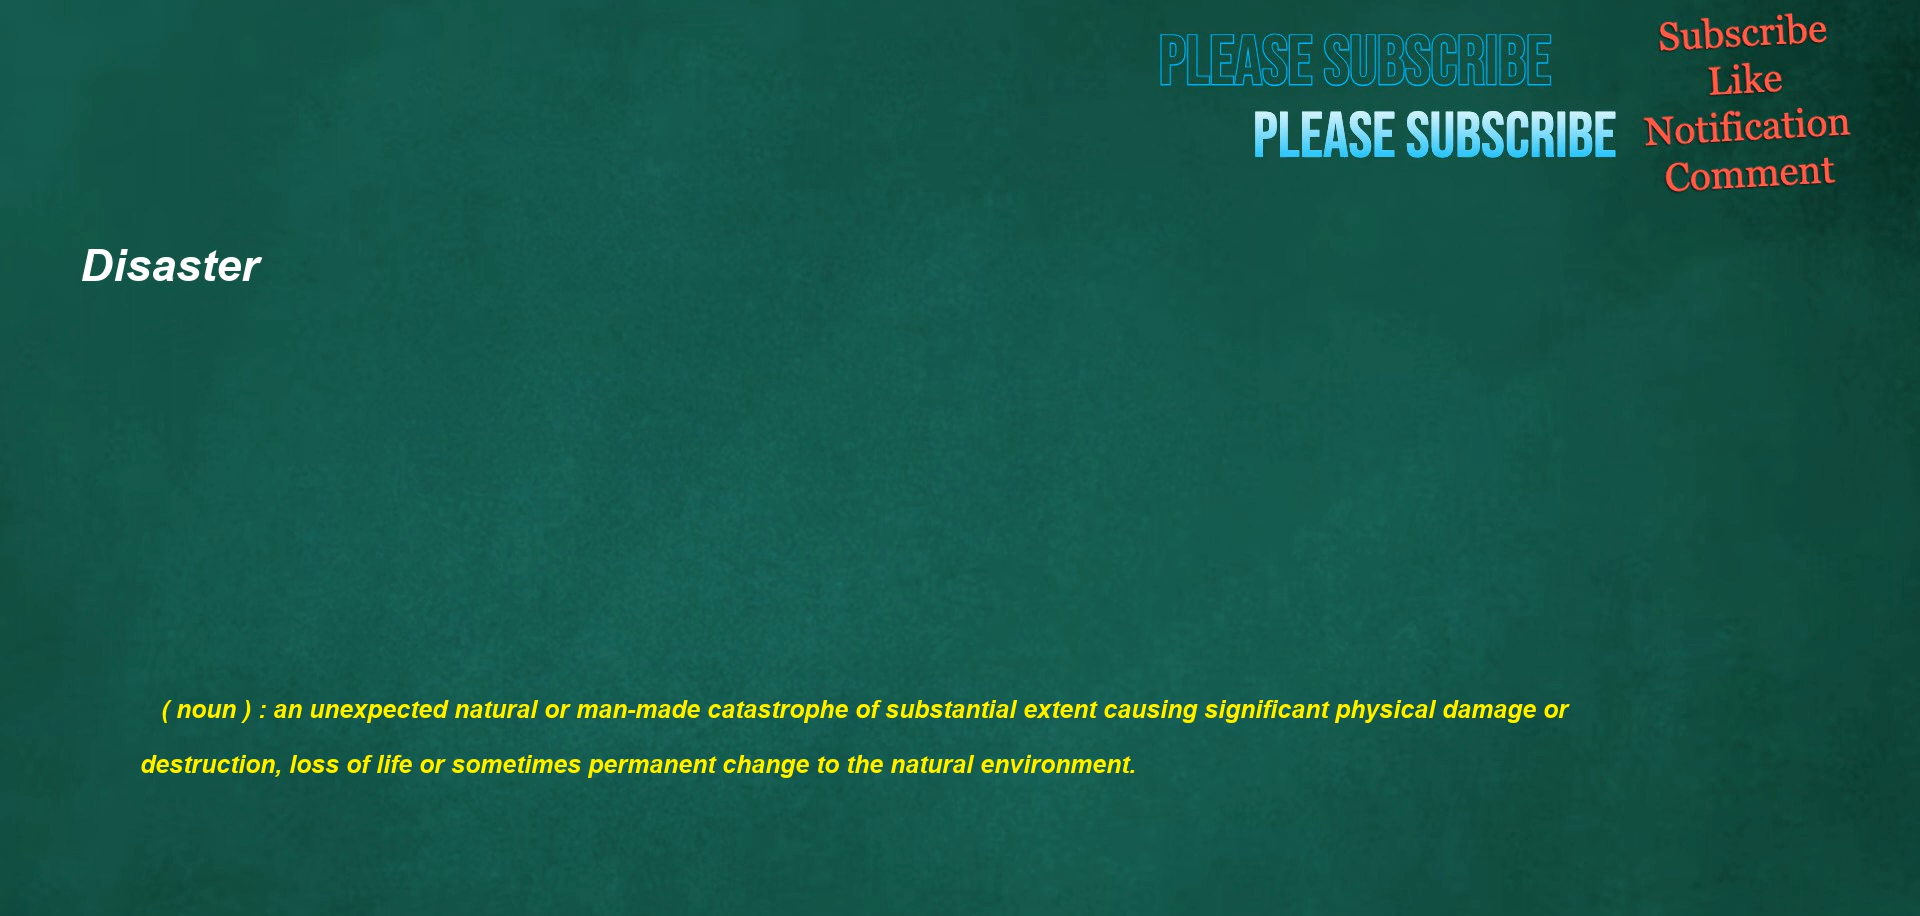 PLEASE SUBSCRIBE
PLEASE SUBSCRIBE
Subscribe
Like
Notification
Comment
Disaster
( noun ) : an unexpected natural or man-made catastrophe of substantial extent causing significant physical damage or
destruction, loss of life or sometimes permanent change to the natural environment.